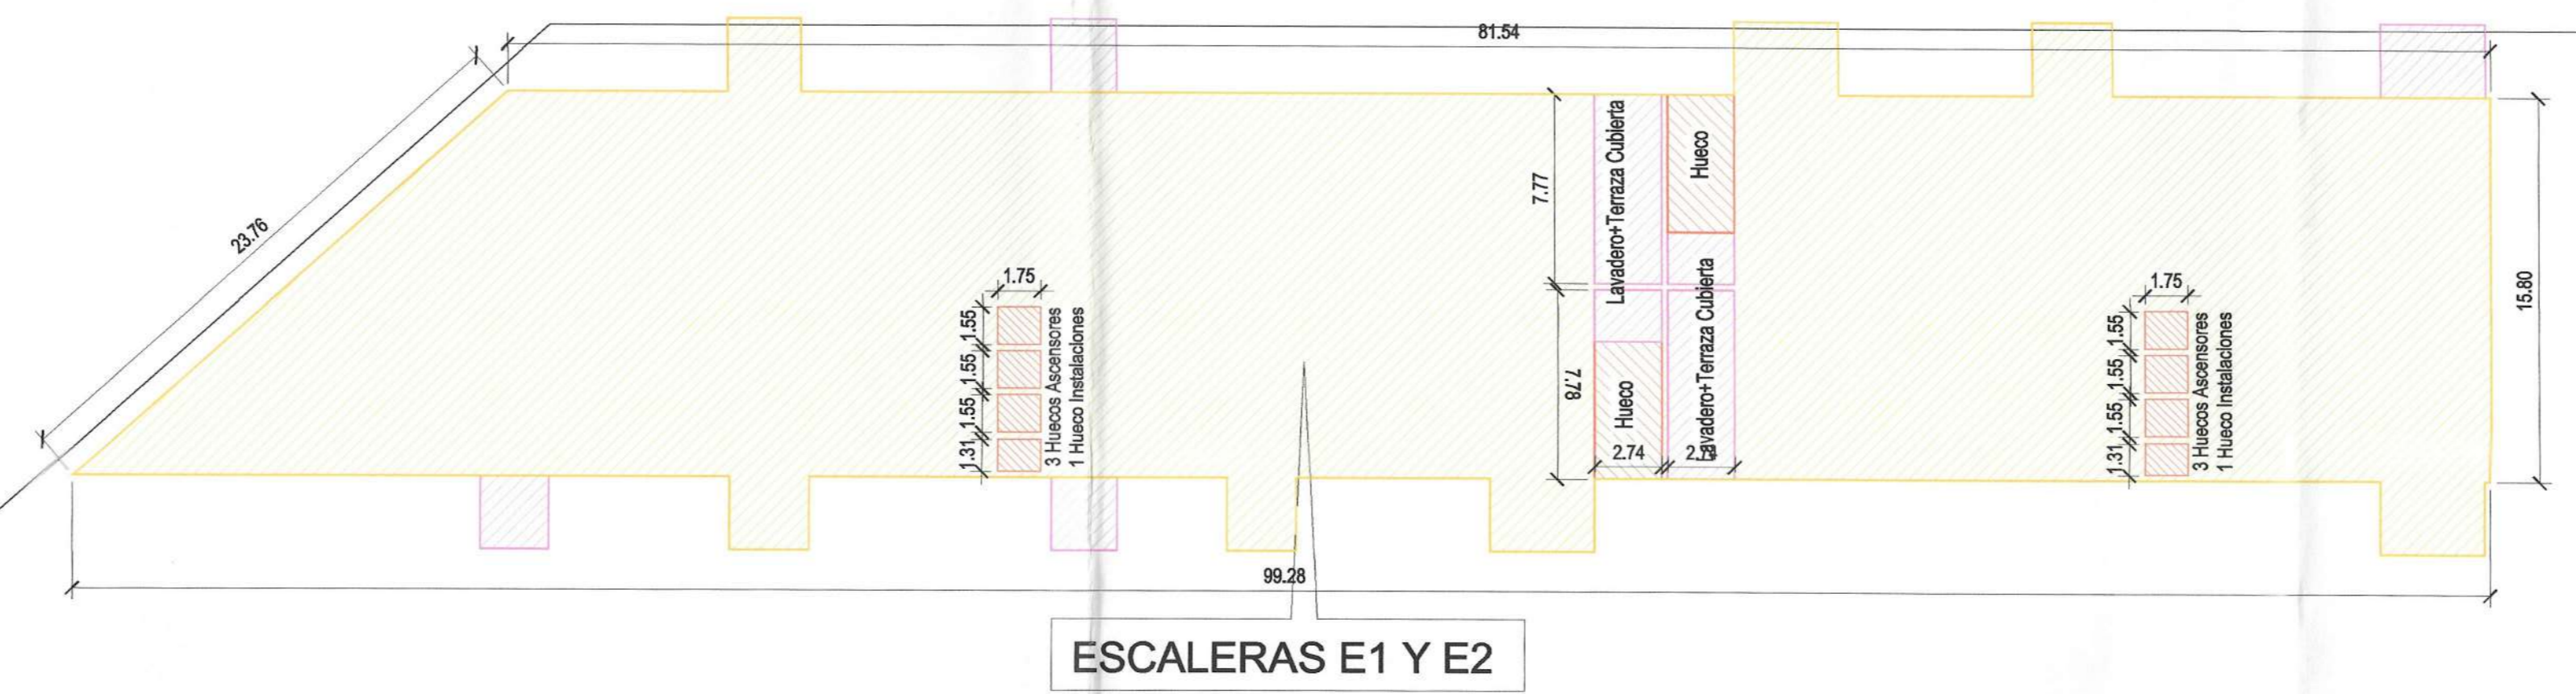 81.54
23.76
7.77
Lavadero+Terraza Cubierta
Hueco
15.80
1.75
1.55
1.55
1.55
1.31
3 Huecos Ascensores
1 Hueco Instalaciones
7.78
Hueco
2.74
Lavadero+Terraza Cubierta
2.74
1.75
1.55
1.55
1.55
1.31
3 Huecos Ascensores
1 Hueco Instalaciones
99.28
ESCALERAS E1 Y E2